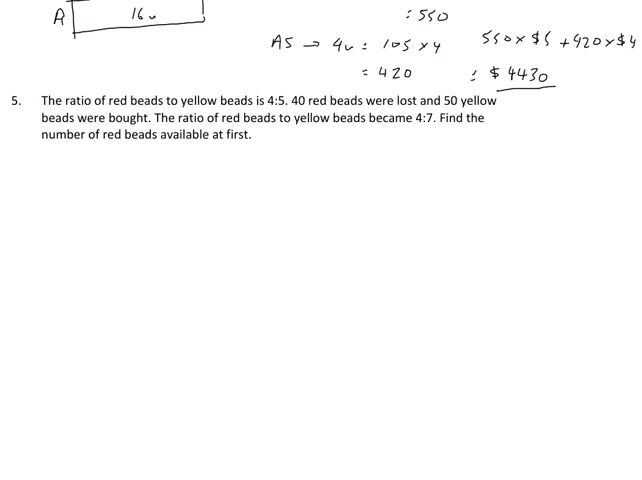 R 16u
: 550
A5 → 4u = 105 x 4
= 420
550 x $5 + 420 x $4
= $4430
5. The ratio of red beads to yellow beads is 4:5. 40 red beads were lost and 50 yellow
beads were bought. The ratio of red beads to yellow beads became 4:7. Find the
number of red beads available at first.